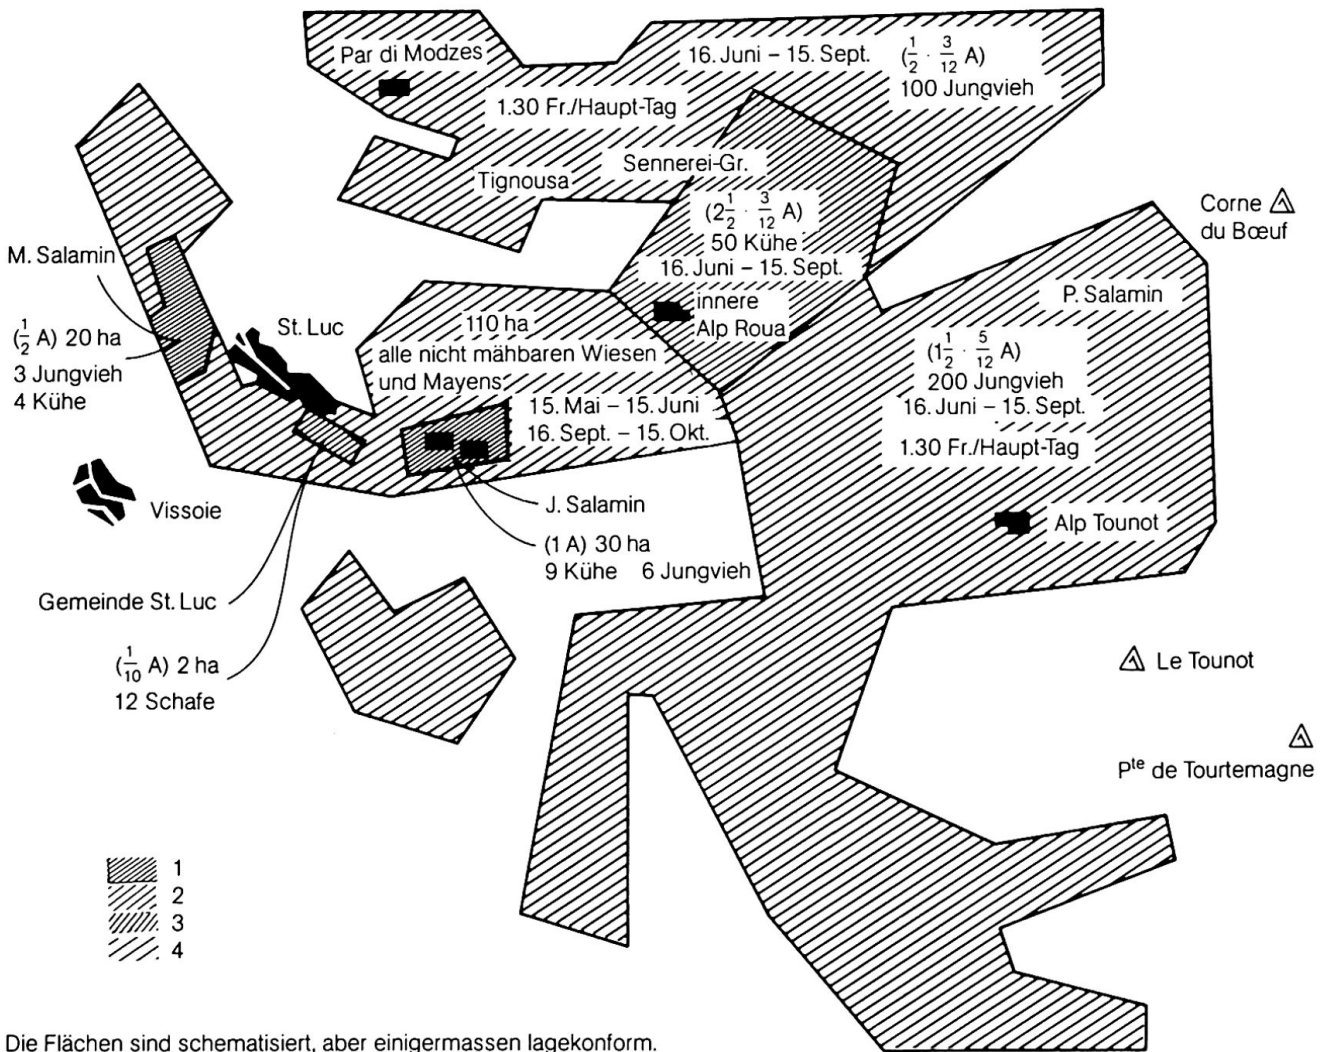 Par di Modzes
16. Juni – 15. Sept. (1/2 · 3/12 A)
100 Jungvieh
1.30 Fr./Haupt-Tag
Sennerei-Gr.
Tignousa
(2 1/2 · 3/12 A)
50 Kühe
16. Juni – 15. Sept.
innere
Alp Roua
Corne
du Bœuf
P. Salamin
(1 1/2 · 5/12 A)
200 Jungvieh
16. Juni – 15. Sept.
1.30 Fr./Haupt-Tag
Alp Tounot
M. Salamin
(1/2 A) 20 ha
3 Jungvieh
4 Kühe
St. Luc
110 ha
alle nicht mähbaren Wiesen
und Mayens
15. Mai – 15. Juni
16. Sept. – 15. Okt.
Vissoie
J. Salamin
(1 A) 30 ha
9 Kühe 6 Jungvieh
Gemeinde St. Luc
(1/10 A) 2 ha
12 Schafe
Le Tounot
Pte de Tourtemagne
1
2
3
4
Die Flächen sind schematisiert, aber einigermassen lagekonform.